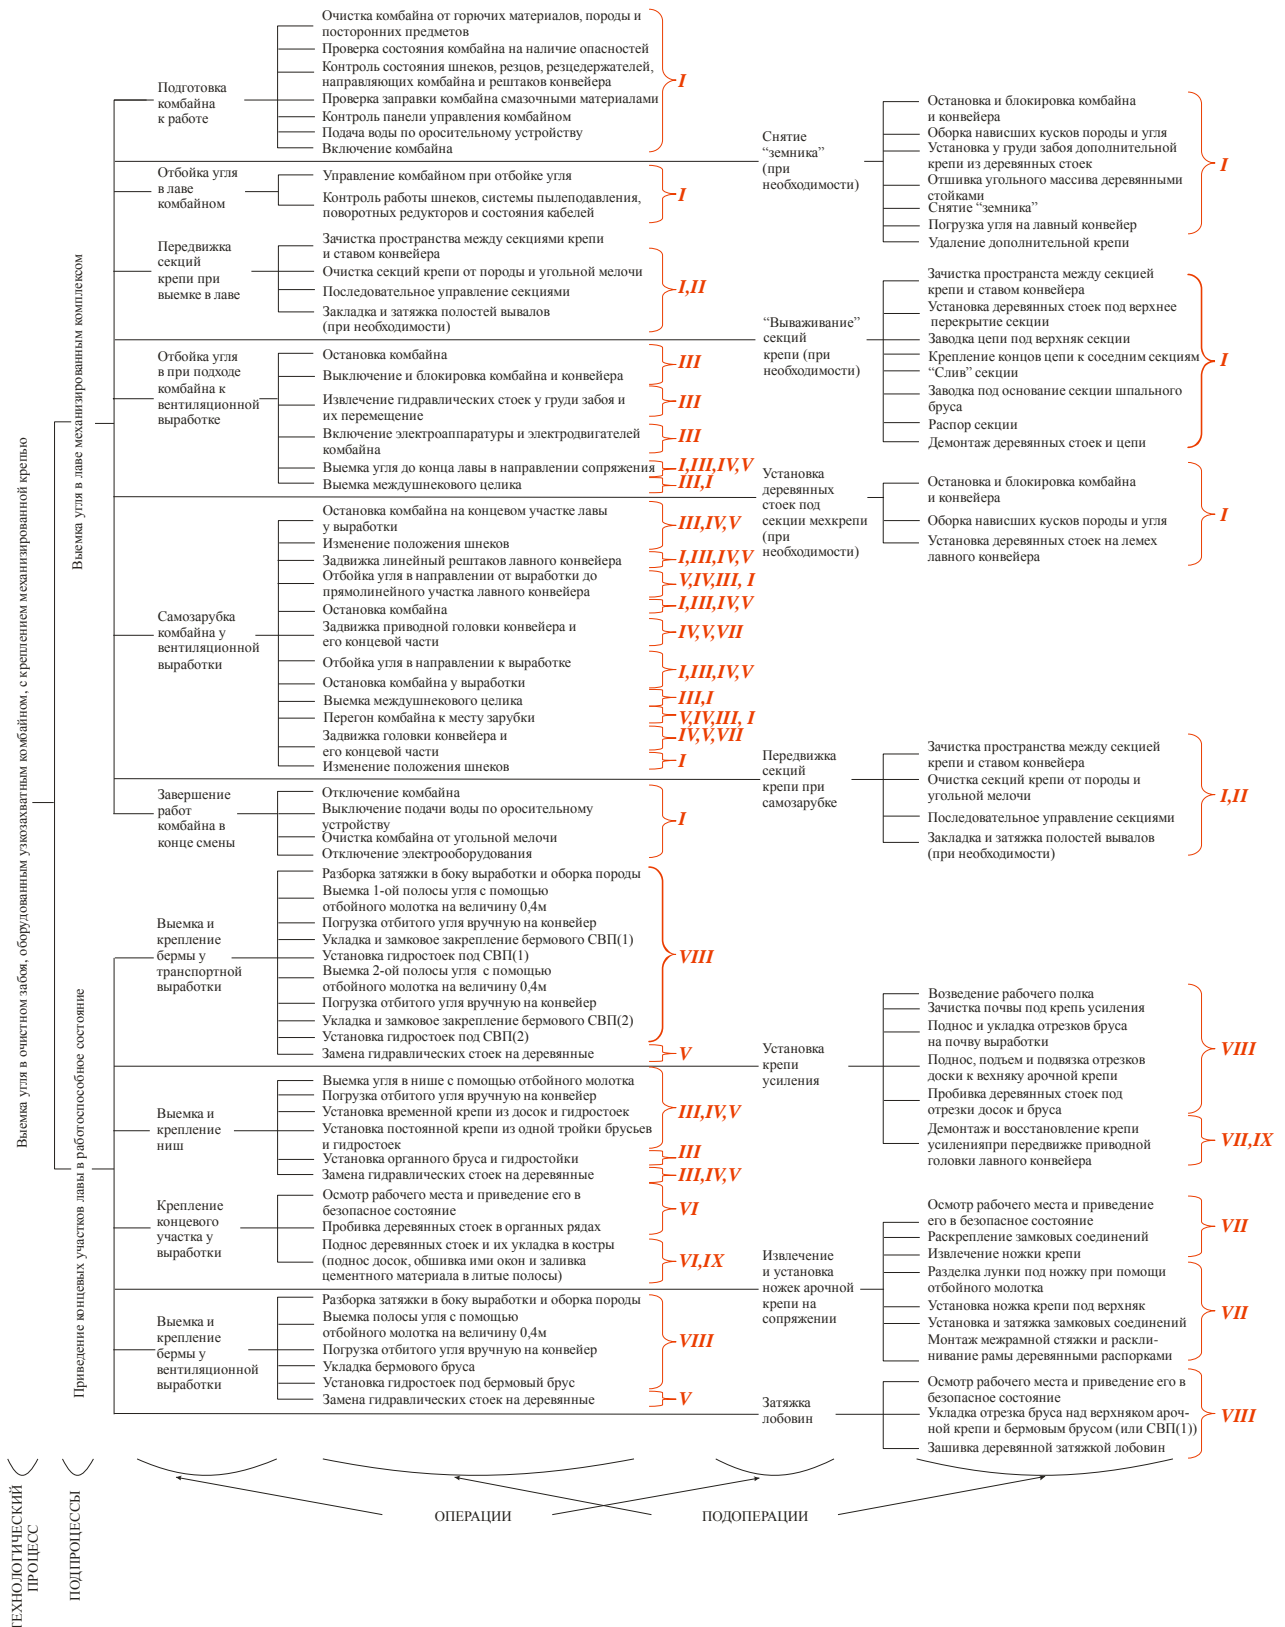 Выемка угля в очистном забоя, оборудованным узкозахватным комбайном, с креплением механизированной крепью
Выемка угля в лаве механизированным комплексом
Подготовка
комбайна
к работе
Очистка комбайна от горючих материалов, породы и
посторонних предметов
Проверка состояния комбайна на наличие опасностей
Контроль состояния шнеков, резцов, резцедержателей,
направляющих комбайна и рештаков конвейера
Проверка заправки комбайна смазочными материалами
Контроль панели управления комбайном
Подача воды по оросительному устройству
Включение комбайна
I
Отбойка угля
в лаве
комбайном
Управление комбайном при отбойке угля
Контроль работы шнеков, системы пылеподавления,
поворотных редукторов и состояния кабелей
I
Передвижка
секций
крепи при
выемке в лаве
Зачистка пространства между секциями крепи
и ставом конвейера
Очистка секций крепи от породы и угольной мелочи
Последовательное управление секциями
Закладка и затяжка полостей вывалов
(при необходимости)
I,II
Отбойка угля
в при подходе
комбайна к
вентиляционной
выработке
Остановка комбайна
Выключение и блокировка комбайна и конвейера
III
Извлечение гидравлических стоек у груди забоя и
их перемещение
III
Включение электроаппаратуры и электродвигателей
комбайна
III
Выемка угля до конца лавы в направлении сопряжения
I,III,IV,V
Выемка междушнекового целика
III,I
Самозарубка
комбайна у
вентиляционной
выработки
Остановка комбайна на концевом участке лавы
у выработки
Изменение положения шнеков
III,IV,V
Задвижка линейный рештаков лавного конвейера
I,III,IV,V
Отбойка угля в направлении от выработки до
прямолинейного участка лавного конвейера
V,IV,III, I
Остановка комбайна
I,III,IV,V
Задвижка приводной головки конвейера и
его концевой части
IV,V,VII
Отбойка угля в направлении к выработке
Остановка комбайна у выработки
I,III,IV,V
Выемка междушнекового целика
III,I
Перегон комбайна к месту зарубки
V,IV,III, I
Задвижка головки конвейера и
его концевой части
IV,V,VII
Изменение положения шнеков
I
Завершение
работ
комбайна в
конце смены
Отключение комбайна
Выключение подачи воды по оросительному
устройству
Очистка комбайна от угольной мелочи
Отключение электрооборудования
I
Снятие
“земника”
(при
необходимости)
Остановка и блокировка комбайна
и конвейера
Оборка нависших кусков породы и угля
Установка у груди забоя дополнительной
крепи из деревянных стоек
Отшивка угольного массива деревянными
стойками
Снятие “земника”
Погрузка угля на лавный конвейер
Удаление дополнительной крепи
I
“Вываживание”
секций
крепи (при
необходимости)
Зачистка пространста между секцией
крепи и ставом конвейера
Установка деревянных стоек под верхнее
перекрытие секции
Заводка цепи под верхняк секции
Крепление концов цепи к соседним секциям
“Слив” секции
Заводка под основание секции шпального
бруса
Распор секции
Демонтаж деревянных стоек и цепи
I
Установка
деревянных
стоек под
секции мехкрепи
(при
необходимости)
Остановка и блокировка комбайна
и конвейера
Оборка нависших кусков породы и угля
Установка деревянных стоек на лемех
лавного конвейера
I
Передвижка
секций
крепи при
самозарубке
Зачистка пространства между секцией
крепи и ставом конвейера
Очистка секций крепи от породы и
угольной мелочи
Последовательное управление секциями
Закладка и затяжка полостей вывалов
(при необходимости)
I,II
Приведение концевых участков лавы в работоспособное состояние
Выемка и
крепление
бермы у
транспортной
выработки
Разборка затяжки в боку выработки и оборка породы
Выемка 1-ой полосы угля с помощью
отбойного молотка на величину 0,4м
Погрузка отбитого угля вручную на конвейер
Укладка и замковое закрепление бермового СВП(1)
Установка гидростоек под СВП(1)
Выемка 2-ой полосы угля с помощью
отбойного молотка на величину 0,4м
Погрузка отбитого угля вручную на конвейер
Укладка и замковое закрепление бермового СВП(2)
Установка гидростоек под СВП(2)
VIII
Замена гидравлических стоек на деревянные
V
Выемка и
крепление
ниш
Выемка угля в нише с помощью отбойного молотка
Погрузка отбитого угля вручную на конвейер
Установка временной крепи из досок и гидростоек
Установка постоянной крепи из одной тройки брусьев
и гидростоек
III,IV,V
Установка органного бруса и гидростойки
III
Замена гидравлических стоек на деревянные
III,IV,V
Крепление
концевого
участка у
выработки
Осмотр рабочего места и приведение его в
безопасное состояние
Пробивка деревянных стоек в органных рядах
VI
Поднос деревянных стоек и их укладка в костры
(поднос досок, обшивка ими окон и заливка
цементного материала в литые полосы)
VI,IX
Выемка и
крепление
бермы у
вентиляционной
выработки
Разборка затяжки в боку выработки и оборка породы
Выемка полосы угля с помощью
отбойного молотка на величину 0,4м
Погрузка отбитого угля вручную на конвейер
Укладка бермового бруса
Установка гидростоек под бермовый брус
VIII
Замена гидравлических стоек на деревянные
V
Установка
крепи
усиления
Возведение рабочего полка
Зачистка почвы под крепь усиления
Поднос и укладка отрезков бруса
на почву выработки
Поднос, подъем и подвязка отрезков
доски к вехняку арочной крепи
Пробивка деревянных стоек под
отрезки досок и бруса
VIII
Демонтаж и восстановление крепи
усиленияпри передвижке приводной
головки лавного конвейера
VII,IX
Извлечение
и установка
ножек арочной
крепи на
сопряжении
Осмотр рабочего места и приведение
его в безопасное состояние
Раскрепление замковых соединений
Извлечение ножки крепи
VII
Разделка лунки под ножку при помощи
отбойного молотка
Установка ножка крепи под верхняк
Установка и затяжка замковых соединений
Монтаж межрамной стяжки и раскли-
нивание рамы деревянными распорками
VII
Затяжка
лобовин
Осмотр рабочего места и приведение его в
безопасное состояние
Укладка отрезка бруса над верхняком ароч-
ной крепи и бермовым брусом (или СВП(1))
Зашивка деревянной затяжкой лобовин
VIII
ТЕХНОЛОГИЧЕСКИЙ
ПРОЦЕСС
ПОДПРОЦЕССЫ
ОПЕРАЦИИ
ПОДОПЕРАЦИИ